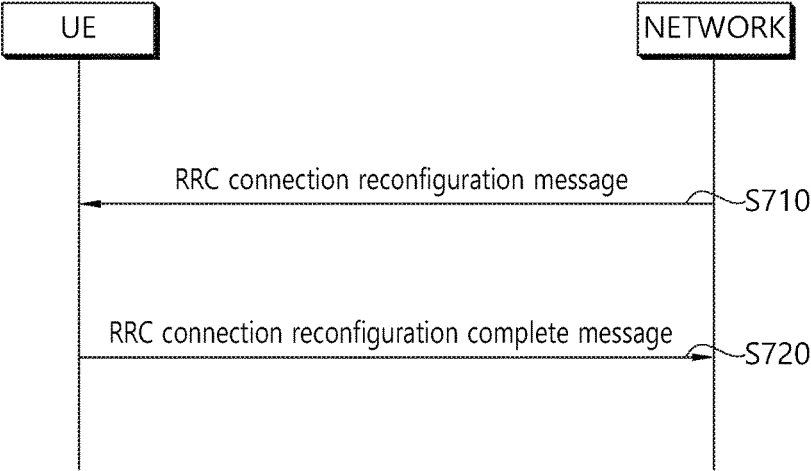 UE
NETWORK
RRC connection reconfiguration message
S710
RRC connection reconfiguration complete message
S720